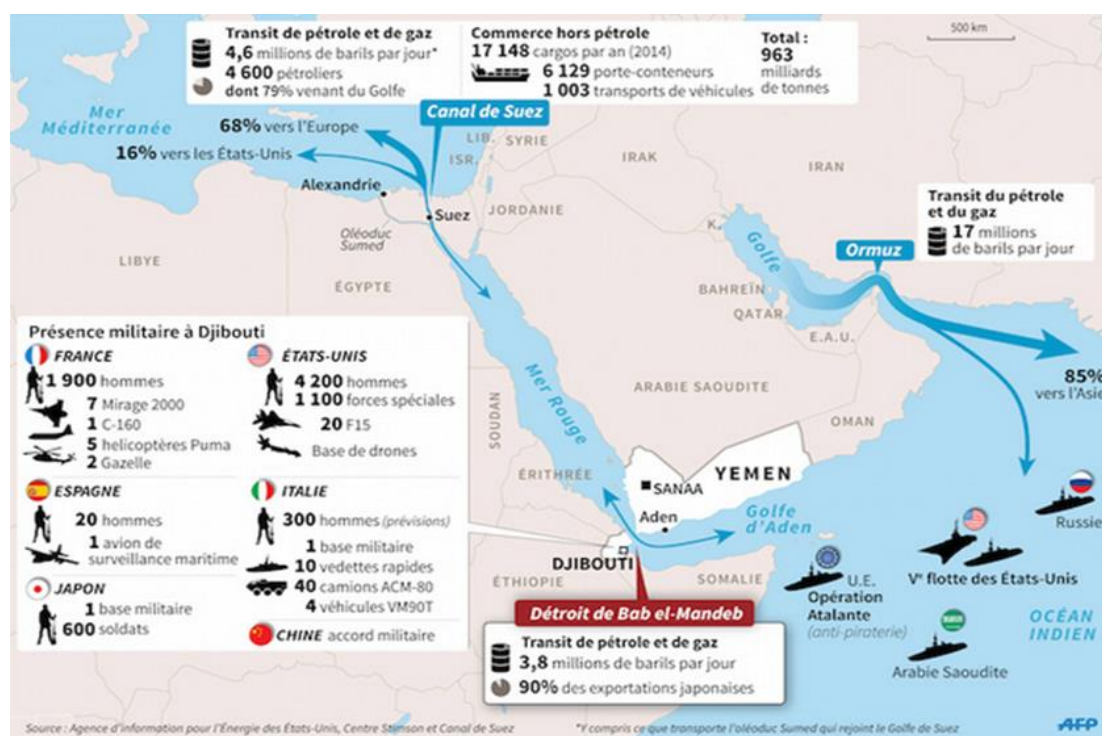 Transit de pétrole et de gaz
4,6 millions de barils par jour*
4 600 pétroliers
dont 79% venant du Golfe
Commerce hors pétrole
17 148 cargos par an (2014)
6 129 porte-conteneurs
1 003 transports de véhicules
Total :
963
milliards
de tonnes
500 km
Mer
Méditerranée
68% vers l'Europe
16% vers les États-Unis
Canal de Suez
LIB.
SYRIE
ISR.
IRAK
IRAN
Alexandrie
Suez
JORDANIE
Oléoduc
Sumed
K.
Golfe
Ormuz
Transit du pétrole
et du gaz
17 millions
de barils par jour
LIBYE
ÉGYPTE
BAHREÏN
QATAR
E.A.U.
85%
vers l'Asie
Présence militaire à Djibouti
FRANCE
1 900 hommes
7 Mirage 2000
1 C-160
5 helicoptères Puma
2 Gazelle
ÉTATS-UNIS
4 200 hommes
1 100 forces spéciales
20 F15
Base de drones
ESPAGNE
20 hommes
1 avion de
surveillance maritime
ITALIE
300 hommes (prévisions)
1 base militaire
10 vedettes rapides
40 camions ACM-80
4 véhicules VM90T
JAPON
1 base militaire
600 soldats
CHINE accord militaire
Mer Rouge
SOUDAN
ARABIE SAOUDITE
OMAN
ÉRITHRÉE
YEMEN
SANAA
Aden
Golfe
d'Aden
DJIBOUTI
ÉTHIOPIE
SOMALIE
Détroit de Bab el-Mandeb
Transit de pétrole et de gaz
3,8 millions de barils par jour
90% des exportations japonaises
Russie
Ve flotte des États-Unis
U.E.
Opération
Atalante
(anti-piraterie)
Arabie Saoudite
OCÉAN
INDIEN
Source : Agence d'information pour l'Énergie des États-Unis, Centre Stimson et Canal de Suez
*Y compris ce que transporte l'oléoduc Sumed qui rejoint le Golfe de Suez
AFP